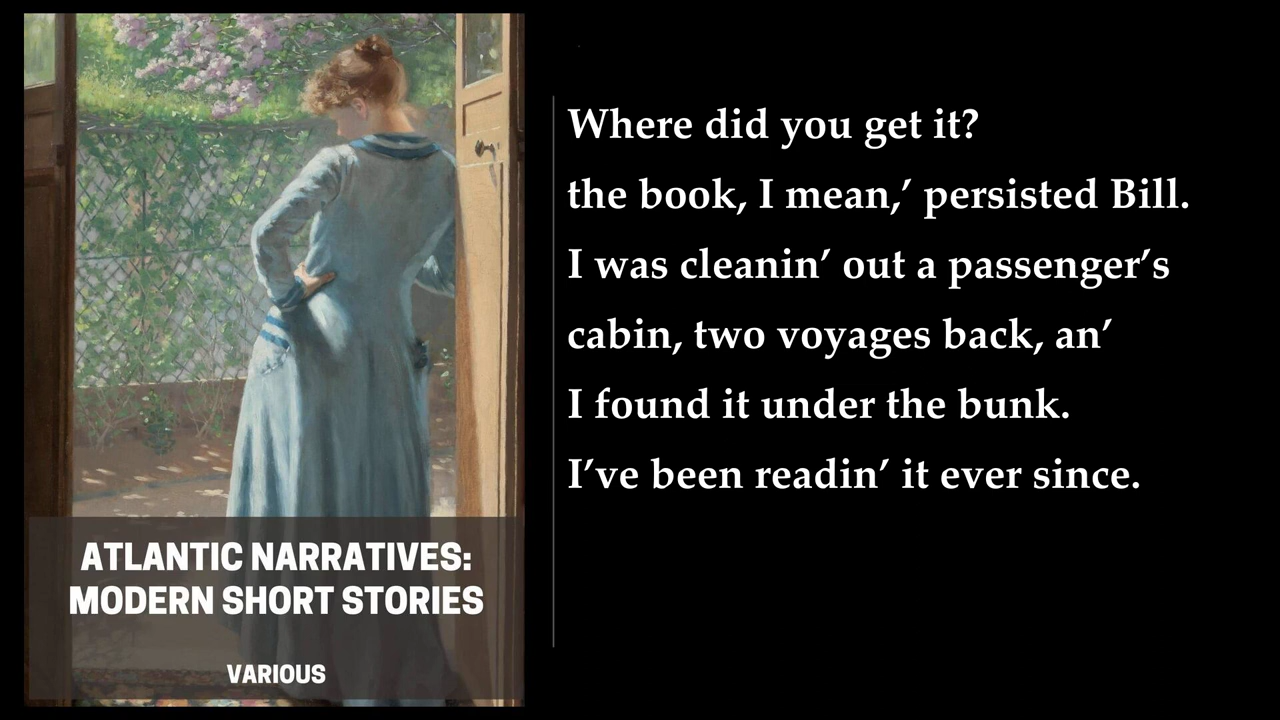 Where did you get it?
the book, I mean,’ persisted Bill.
I was cleanin’ out a passenger’s
cabin, two voyages back, an’
I found it under the bunk.
I’ve been readin’ it ever since.
ATLANTIC NARRATIVES:
MODERN SHORT STORIES
VARIOUS